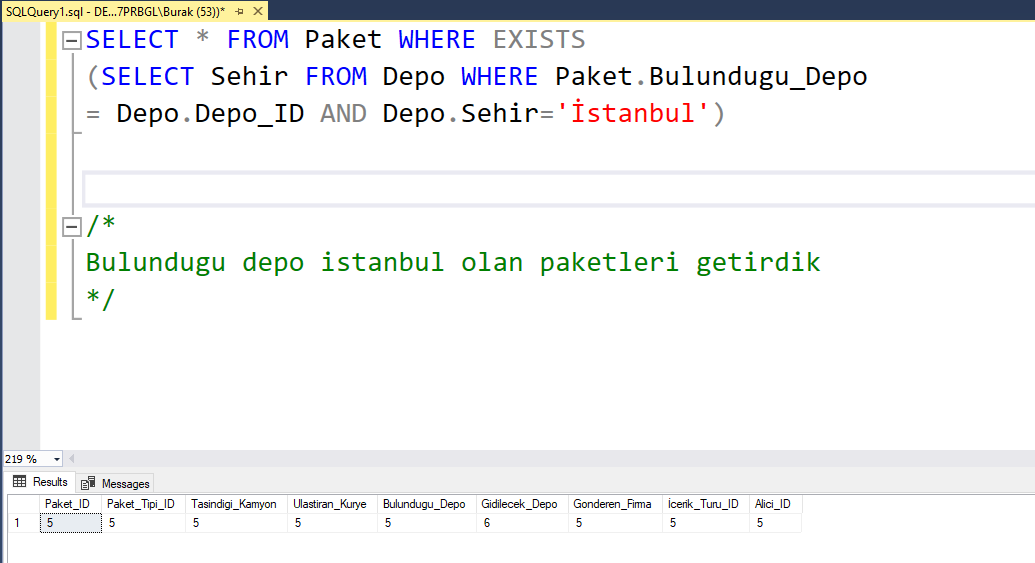 SQLQuery1.sql - DE...7PRBGL\Burak (53))*
SELECT * FROM Paket WHERE EXISTS
(SELECT Sehir FROM Depo WHERE Paket.Bulundugu_Depo
= Depo.Depo_ID AND Depo.Sehir='İstanbul')
/*
Bulundugu depo istanbul olan paketleri getirdik
*/
219 %
Results Messages
Paket_ID Paket_Tipi_ID Tasindigi_Kamyon Ulastiran_Kurye Bulundugu_Depo Gidilecek_Depo Gonderen_Firma İcerik_Turu_ID Alici_ID
1 5 5 5 5 5 6 5 5 5